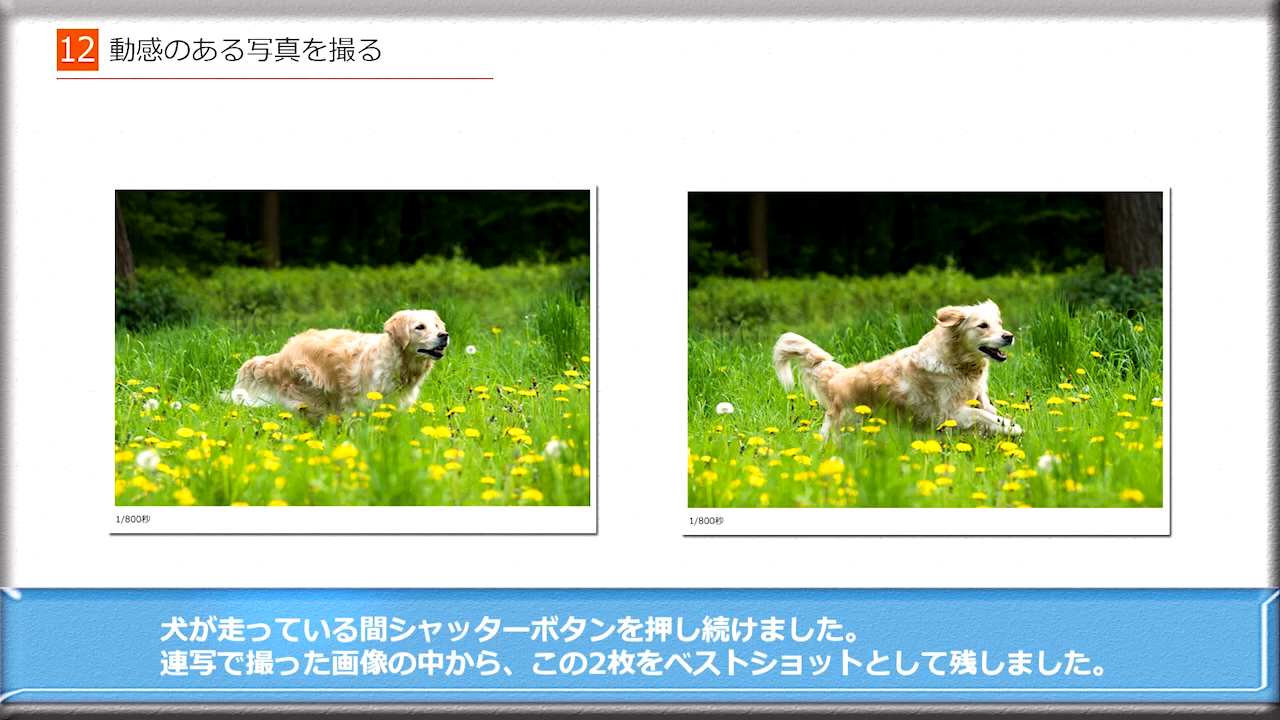 12 動感のある写真を撮る
1/800秒
1/800秒
犬が走っている間シャッターボタンを押し続けました。
連写で撮った画像の中から、この2枚をベストショットとして残しました。